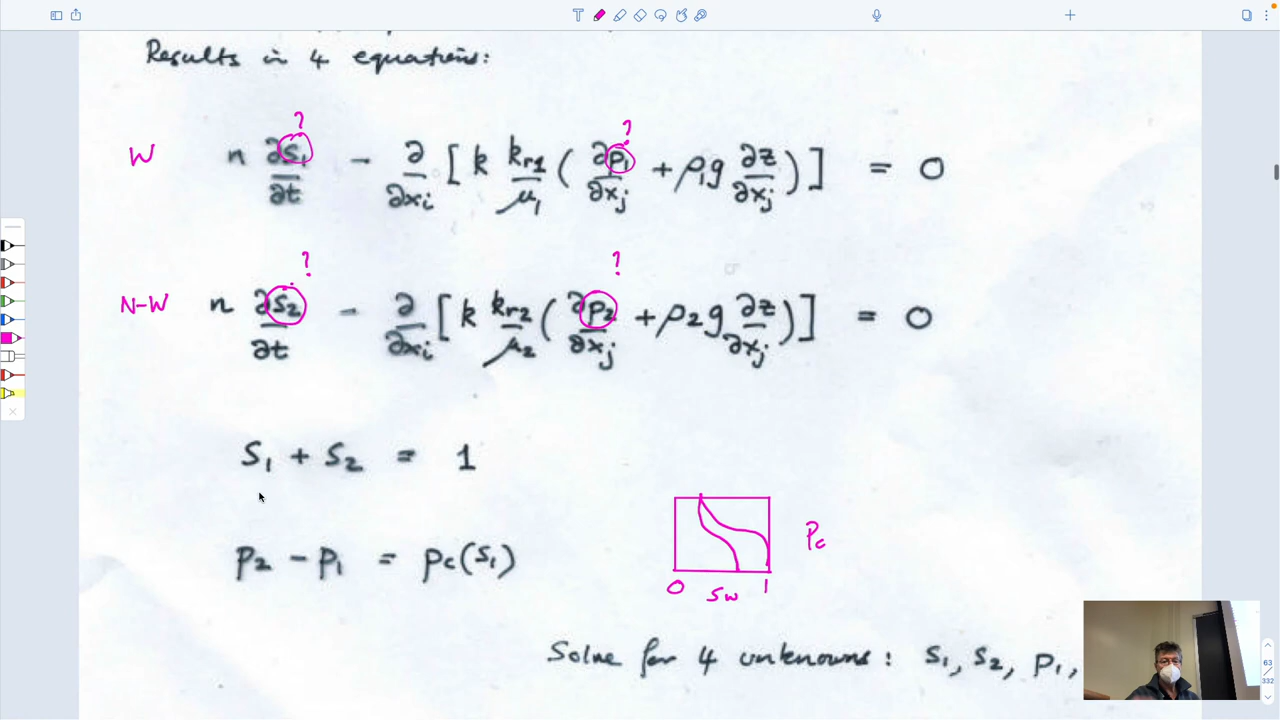 Results in 4 equations:
? ?
W n ∂S₁/∂t - ∂/∂xᵢ [ k kr1/μ₁ ( ∂p₁/∂xⱼ + ρ₁g ∂z/∂xⱼ ) ] = 0
? ?
N-W n ∂S₂/∂t - ∂/∂xᵢ [ k kr2/μ₂ ( ∂p₂/∂xⱼ + ρ₂g ∂z/∂xⱼ ) ] = 0
S₁ + S₂ = 1
p₂ - p₁ = pc(S₁)
Pc
0 Sw 1
Solve for 4 unknowns: S₁, S₂, P₁,
63
332